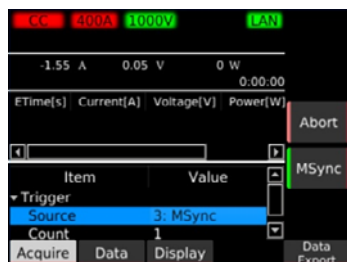 CC 400A 1000V LAN
-1.55 A 0.05 V 0 W
0:00:00
ETime[s] Current[A] Voltage[V] Power[W]
Abort
MSync
Item Value
Trigger
Source 3: MSync
Count 1
Acquire Data Display
Data
Export